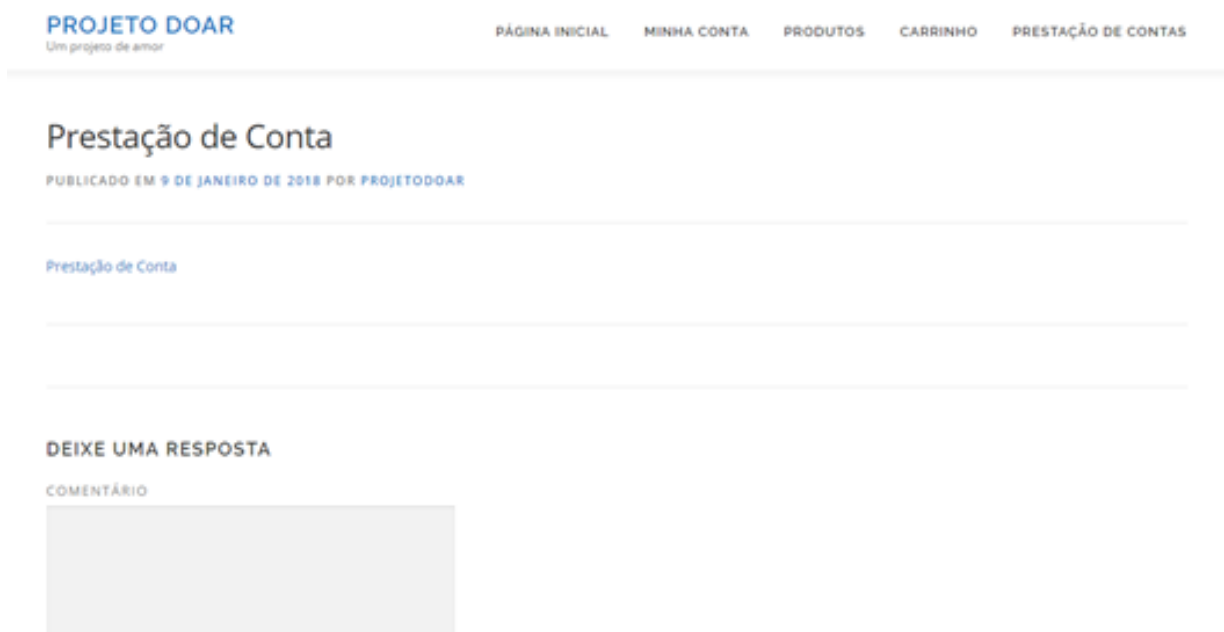 PROJETO DOAR
Um projeto de amor
PÁGINA INICIAL MINHA CONTA PRODUTOS CARRINHO PRESTAÇÃO DE CONTAS
Prestação de Conta
PUBLICADO EM 9 DE JANEIRO DE 2018 POR PROJETODOAR
Prestação de Conta
DEIXE UMA RESPOSTA
COMENTÁRIO